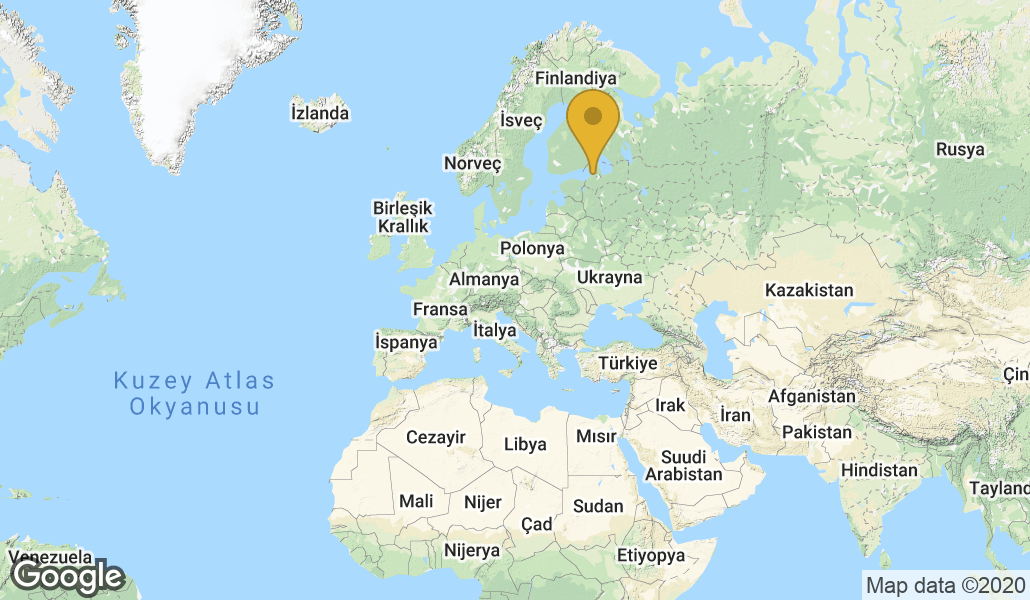 Finlandiya
İzlanda
İsveç
Rusya
Norveç
Birleşik
Krallık
Polonya
Ukrayna
Almanya
Kazakistan
Fransa
İtalya
İspanya
Türkiye
Çin
Kuzey Atlas
Okyanusu
Afganistan
Irak
İran
Pakistan
Cezayir
Libya
Mısır
Suudi
Arabistan
Hindistan
Tayland
Mali
Nijer
Sudan
Çad
Nijerya
Etiyopya
Venezuela
Google
Map data ©2020